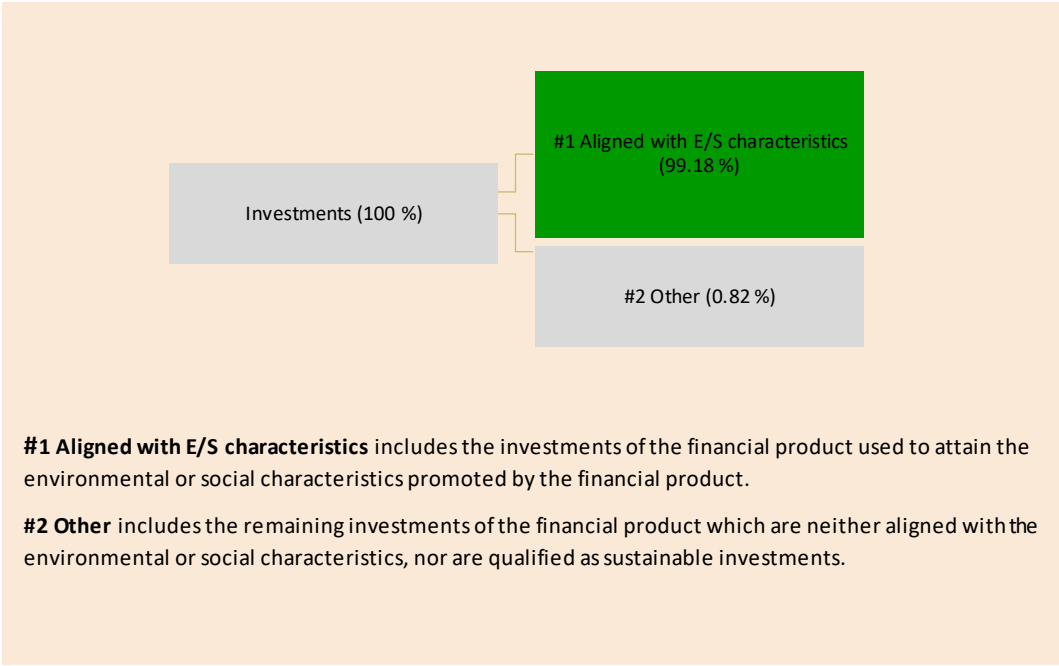 #1 Aligned with E/S characteristics
(99.18 %)
Investments (100 %)
#2 Other (0.82 %)
#1 Aligned with E/S characteristics includes the investments of the financial product used to attain the
environmental or social characteristics promoted by the financial product.
#2 Other includes the remaining investments of the financial product which are neither aligned with the
environmental or social characteristics, nor are qualified as sustainable investments.